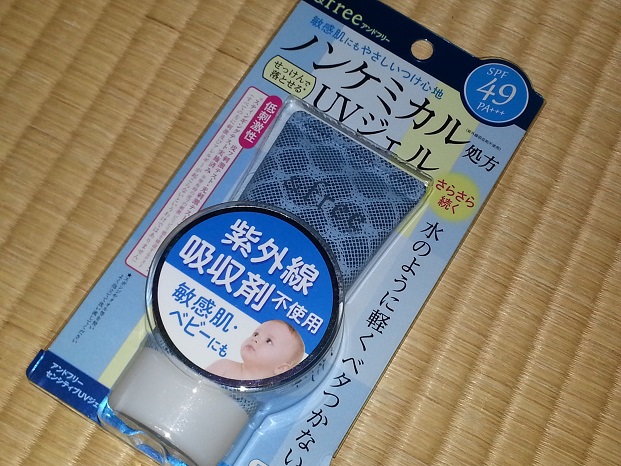 &free アンドフリー
敏感肌にもやさしいつけ心地
ノンケミカル処方
UVジェル
せっけんで
落とせる
SPF
49
PA+++
さらさら
続く
水のように軽くベタつかない
低刺激性
紫外線
吸収剤不使用
敏感肌・
ベビーにも
アンドフリー
センシティブUVジェ